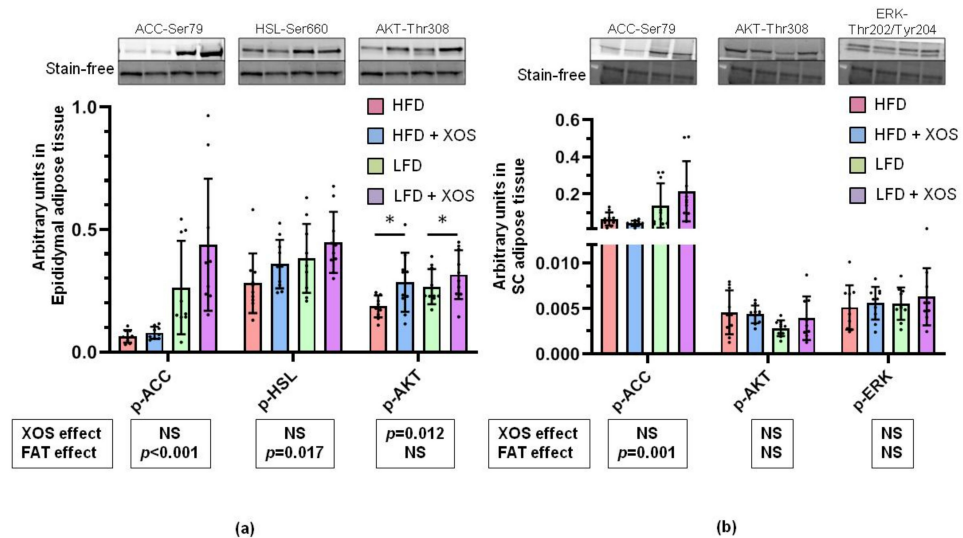 ACC-Ser79 HSL-Ser660 AKT-Thr308
Stain-free
HFD
HFD + XOS
LFD
LFD + XOS
Arbitrary units in
Epididymal adipose tissue
1.0
0.5
0.0
* *
p-ACC p-HSL p-AKT
XOS effect NS NS p=0.012
FAT effect p<0.001 p=0.017 NS
(a)
ACC-Ser79 AKT-Thr308 ERK-
Thr202/Tyr204
Stain-free
HFD
HFD + XOS
LFD
LFD + XOS
Arbitrary units in
SC adipose tissue
0.6
0.4
0.2
0.010
0.005
0.000
p-ACC p-AKT p-ERK
XOS effect NS NS NS
FAT effect p=0.001 NS NS
(b)